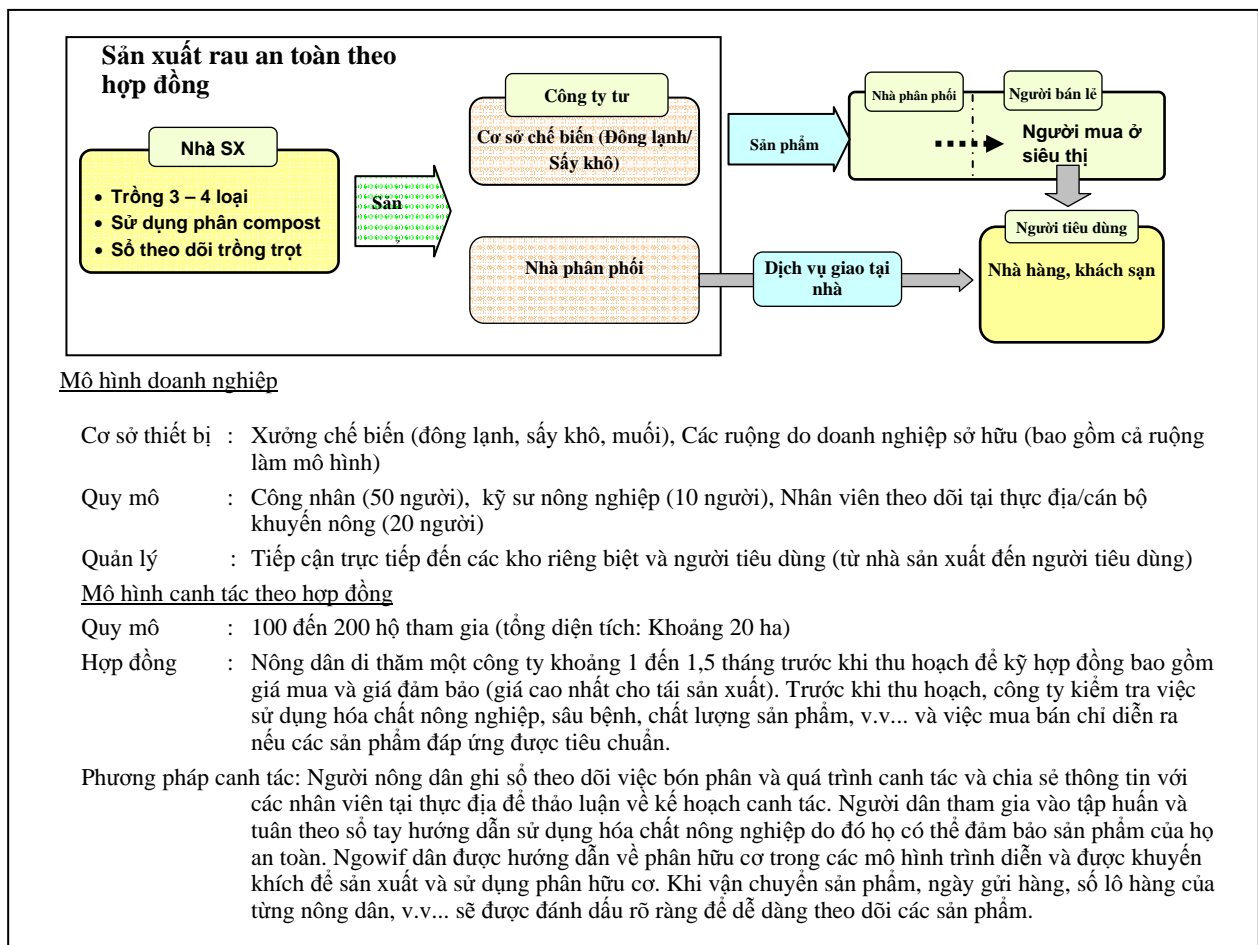 Sản xuất rau an toàn theo
hợp đồng
Nhà SX
• Trồng 3 – 4 loại
• Sử dụng phân compost
• Sổ theo dõi trồng trọt
Sản
Công ty tư
Cơ sở chế biến (Đông lạnh/
Sấy khô)
Nhà phân phối
Sản phẩm
Nhà phân phối
Người bán lẻ
Người mua ở
siêu thị
Dịch vụ giao tại
nhà
Người tiêu dùng
Nhà hàng, khách sạn
Mô hình doanh nghiệp
Cơ sở thiết bị : Xưởng chế biến (đông lạnh, sấy khô, muối), Các ruộng do doanh nghiệp sở hữu (bao gồm cả ruộng
làm mô hình)
Quy mô : Công nhân (50 người), kỹ sư nông nghiệp (10 người), Nhân viên theo dõi tại thực địa/cán bộ
khuyến nông (20 người)
Quản lý : Tiếp cận trực tiếp đến các kho riêng biệt và người tiêu dùng (từ nhà sản xuất đến người tiêu dùng)
Mô hình canh tác theo hợp đồng
Quy mô : 100 đến 200 hộ tham gia (tổng diện tích: Khoảng 20 ha)
Hợp đồng : Nông dân di thăm một công ty khoảng 1 đến 1,5 tháng trước khi thu hoạch để kỹ hợp đồng bao gồm
giá mua và giá đảm bảo (giá cao nhất cho tái sản xuất). Trước khi thu hoạch, công ty kiểm tra việc
sử dụng hóa chất nông nghiệp, sâu bệnh, chất lượng sản phẩm, v.v... và việc mua bán chỉ diễn ra
nếu các sản phẩm đáp ứng được tiêu chuẩn.
Phương pháp canh tác: Người nông dân ghi sổ theo dõi việc bón phân và quá trình canh tác và chia sẻ thông tin với
các nhân viên tại thực địa để thảo luận về kế hoạch canh tác. Người dân tham gia vào tập huấn và
tuân theo sổ tay hướng dẫn sử dụng hóa chất nông nghiệp do đó họ có thể đảm bảo sản phẩm của họ
an toàn. Ngowif dân được hướng dẫn về phân hữu cơ trong các mô hình trình diễn và được khuyến
khích để sản xuất và sử dụng phân hữu cơ. Khi vận chuyển sản phẩm, ngày gửi hàng, số lô hàng của
từng nông dân, v.v... sẽ được đánh dấu rõ ràng để dễ dàng theo dõi các sản phẩm.